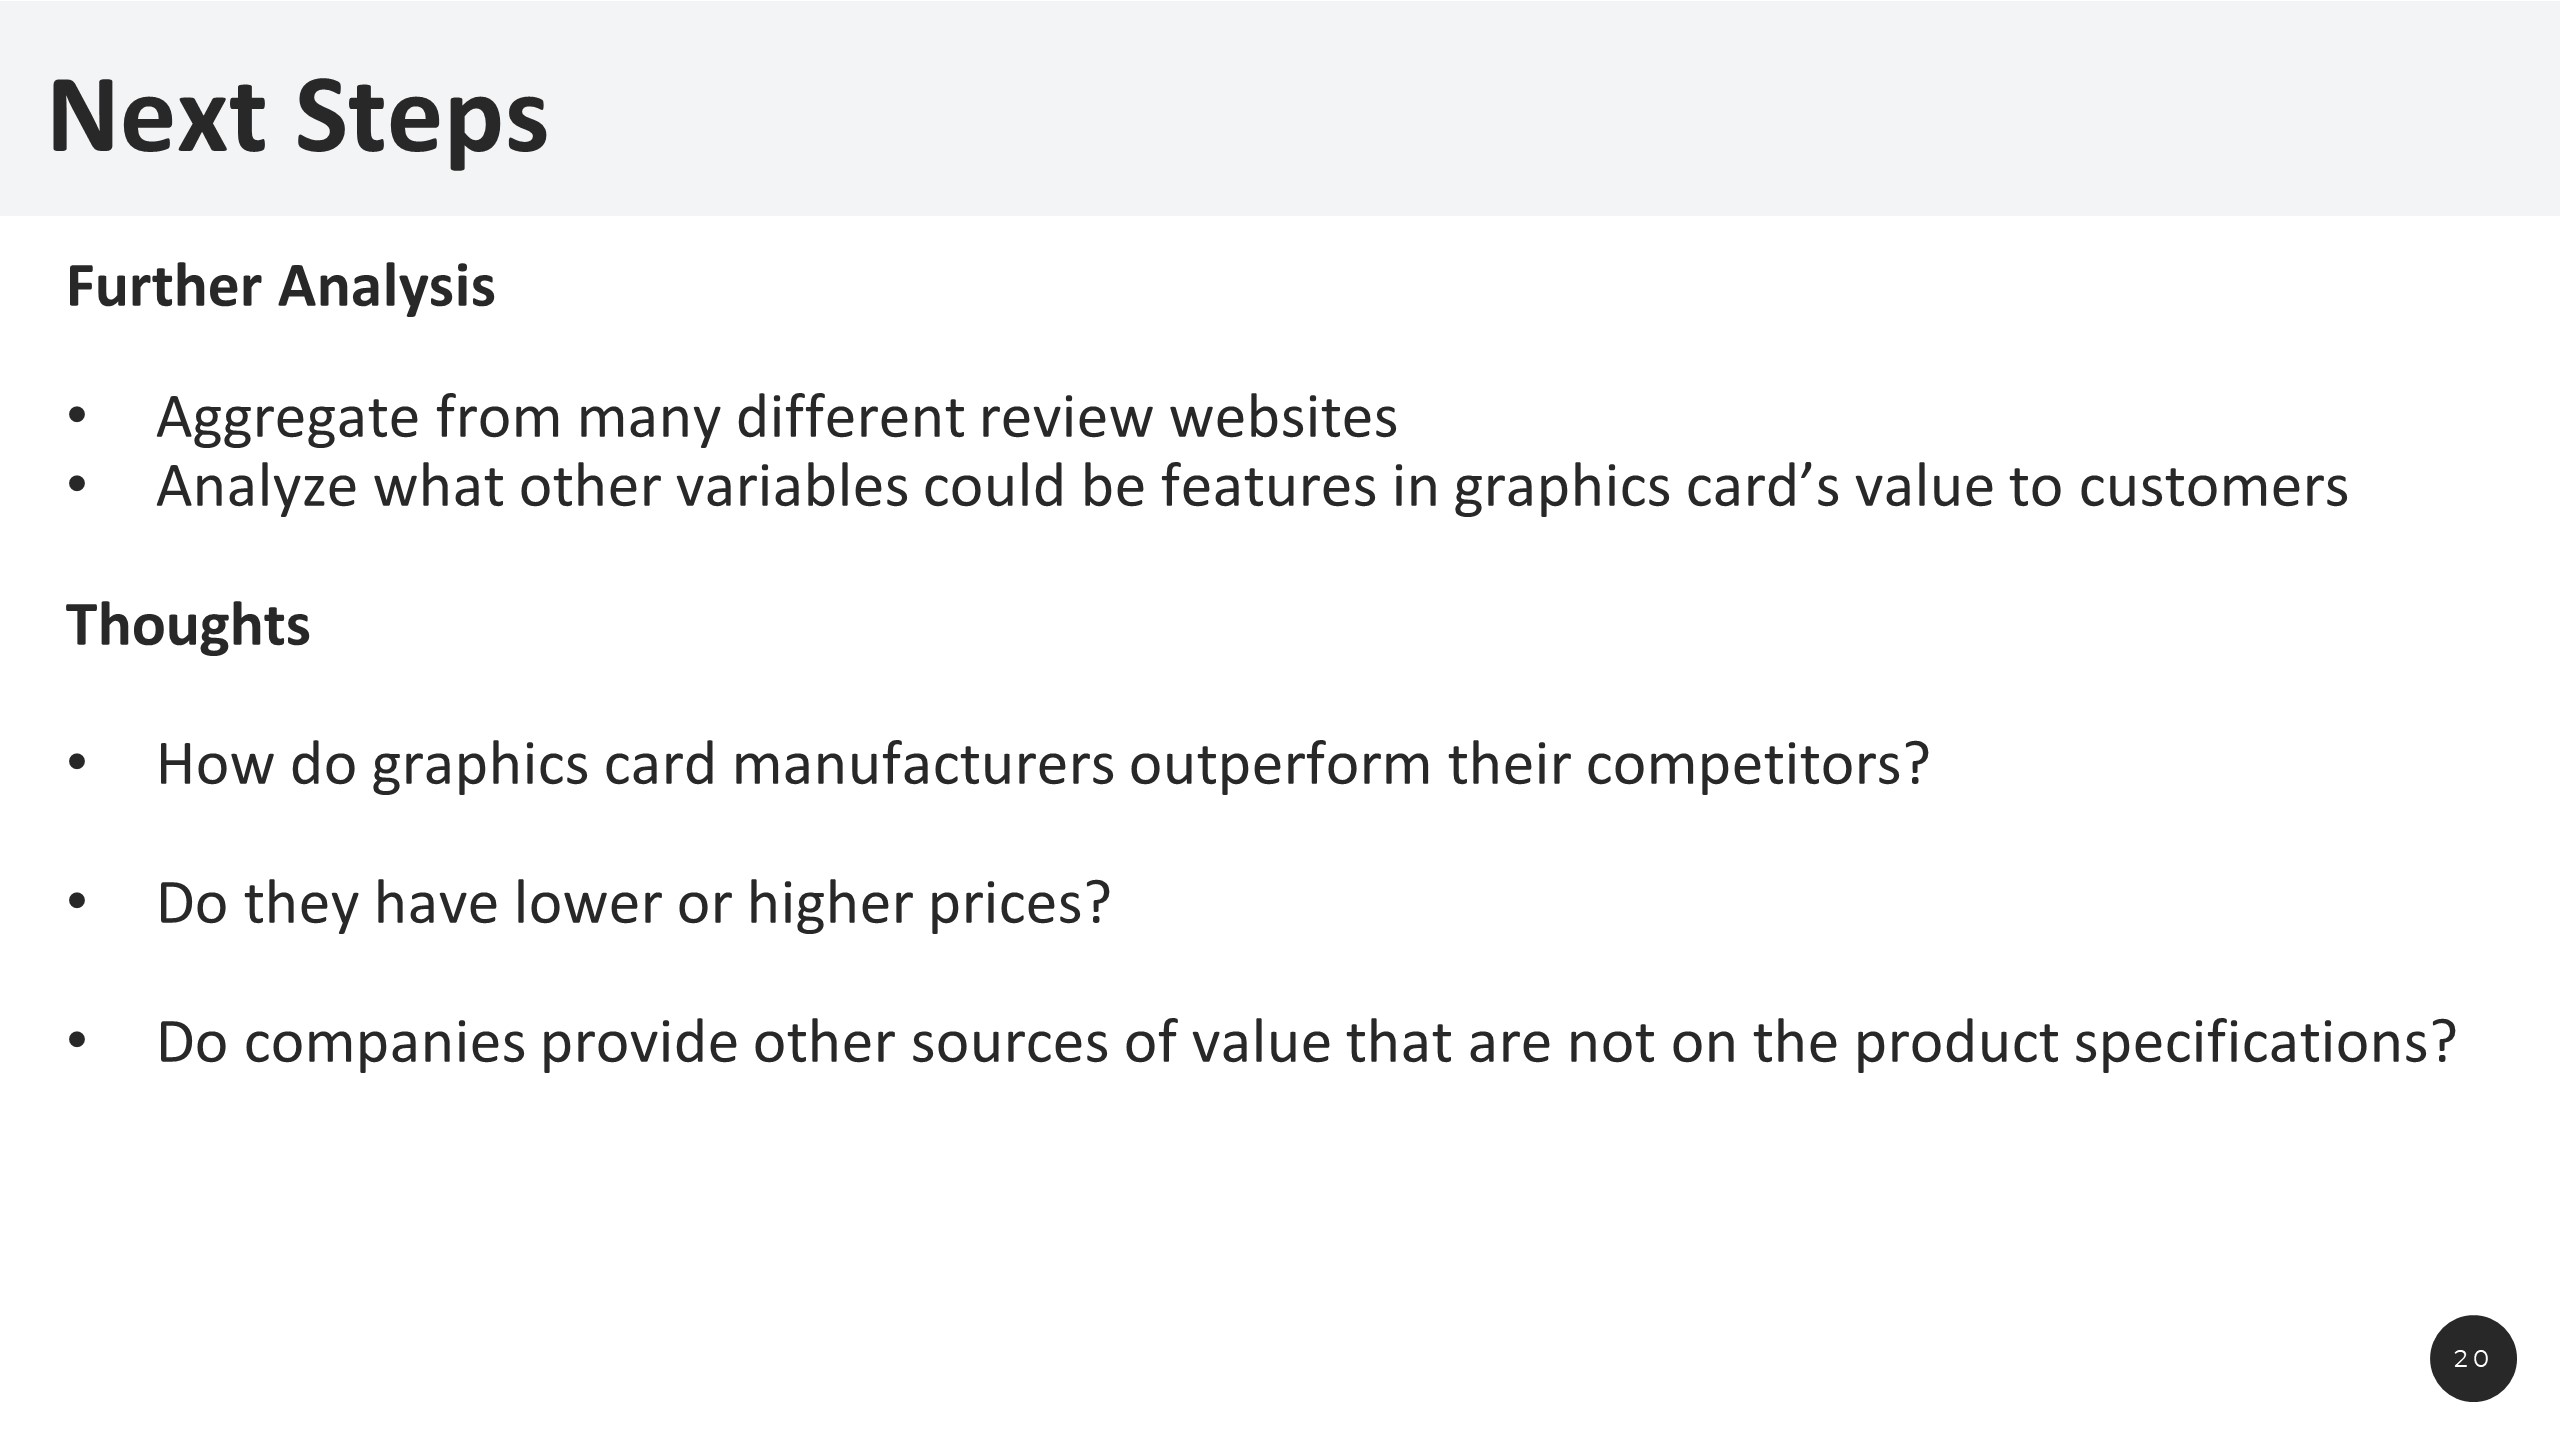 Next Steps
Further Analysis
• Aggregate from many different review websites
• Analyze what other variables could be features in graphics card’s value to customers
Thoughts
• How do graphics card manufacturers outperform their competitors?
• Do they have lower or higher prices?
• Do companies provide other sources of value that are not on the product specifications?
20